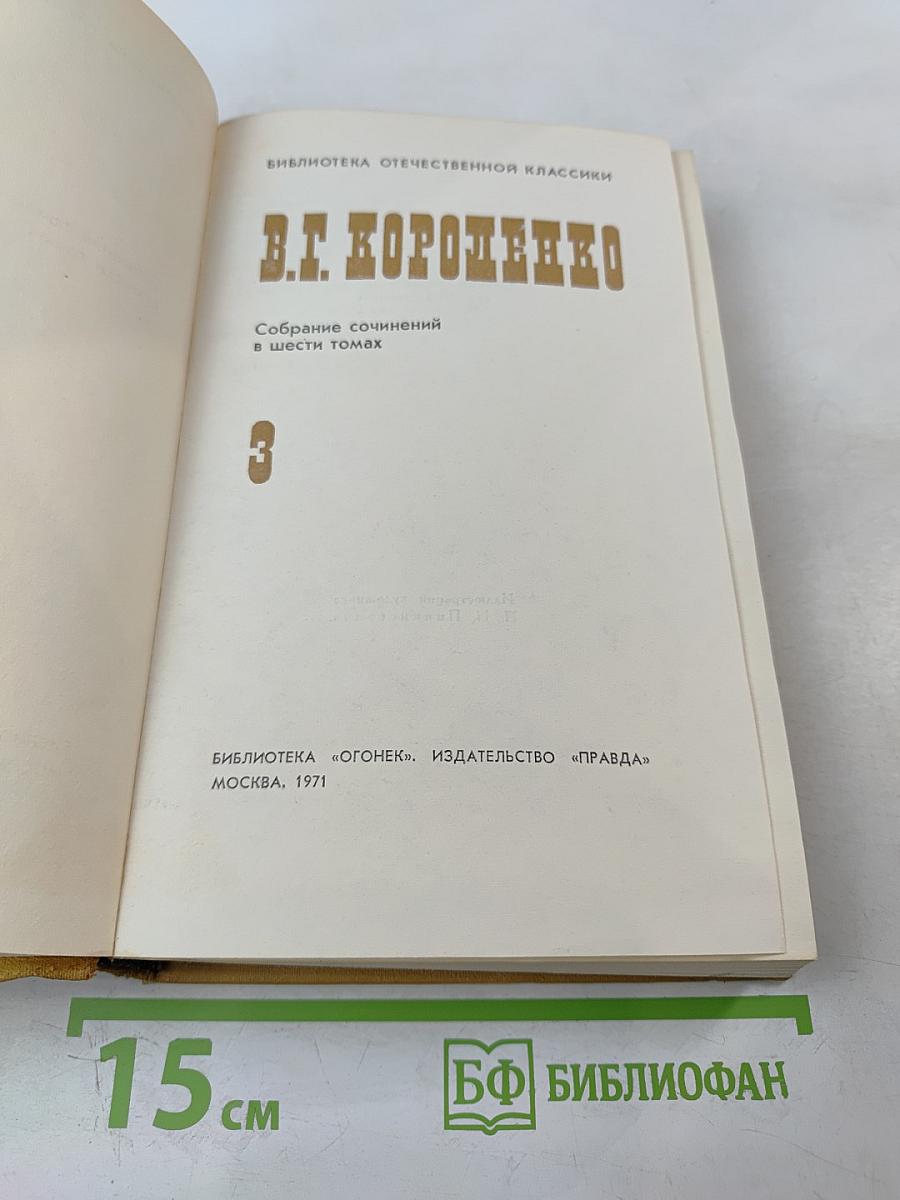 БИБЛИОТЕКА ОТЕЧЕСТВЕННОЙ КЛАССИКИ
В.Г. КОРОЛЕНКО
Собрание сочинений
в шести томах
3
БИБЛИОТЕКА «ОГОНЕК». ИЗДАТЕЛЬСТВО «ПРАВДА»
МОСКВА, 1971
15 см
БФ БИБЛИОФАН